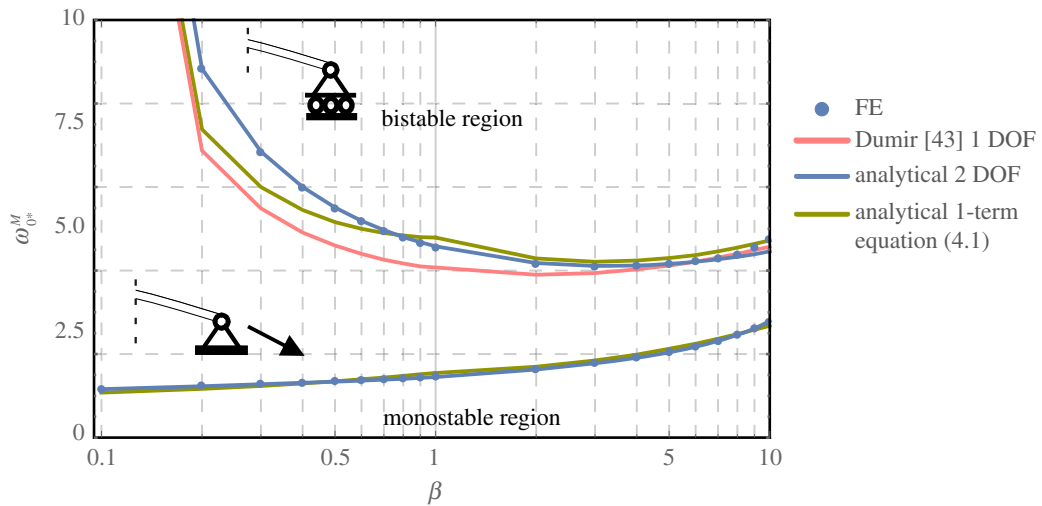 10
7.5
5.0
2.5
0
ω₀*ᴹ
bistable region
monostable region
0.1
0.5
1
5
10
β
FE
Dumir [43] 1 DOF
analytical 2 DOF
analytical 1-term
equation (4.1)